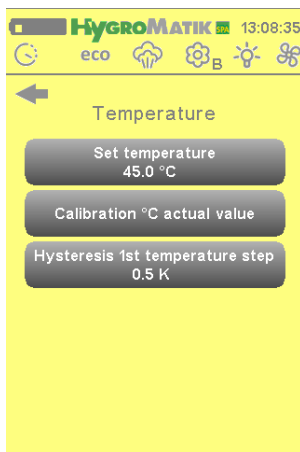 HYGROMATIK SPA 13:08:35
eco B
Temperature
Set temperature
45.0 °C
Calibration °C actual value
Hysteresis 1st temperature step
0.5 K